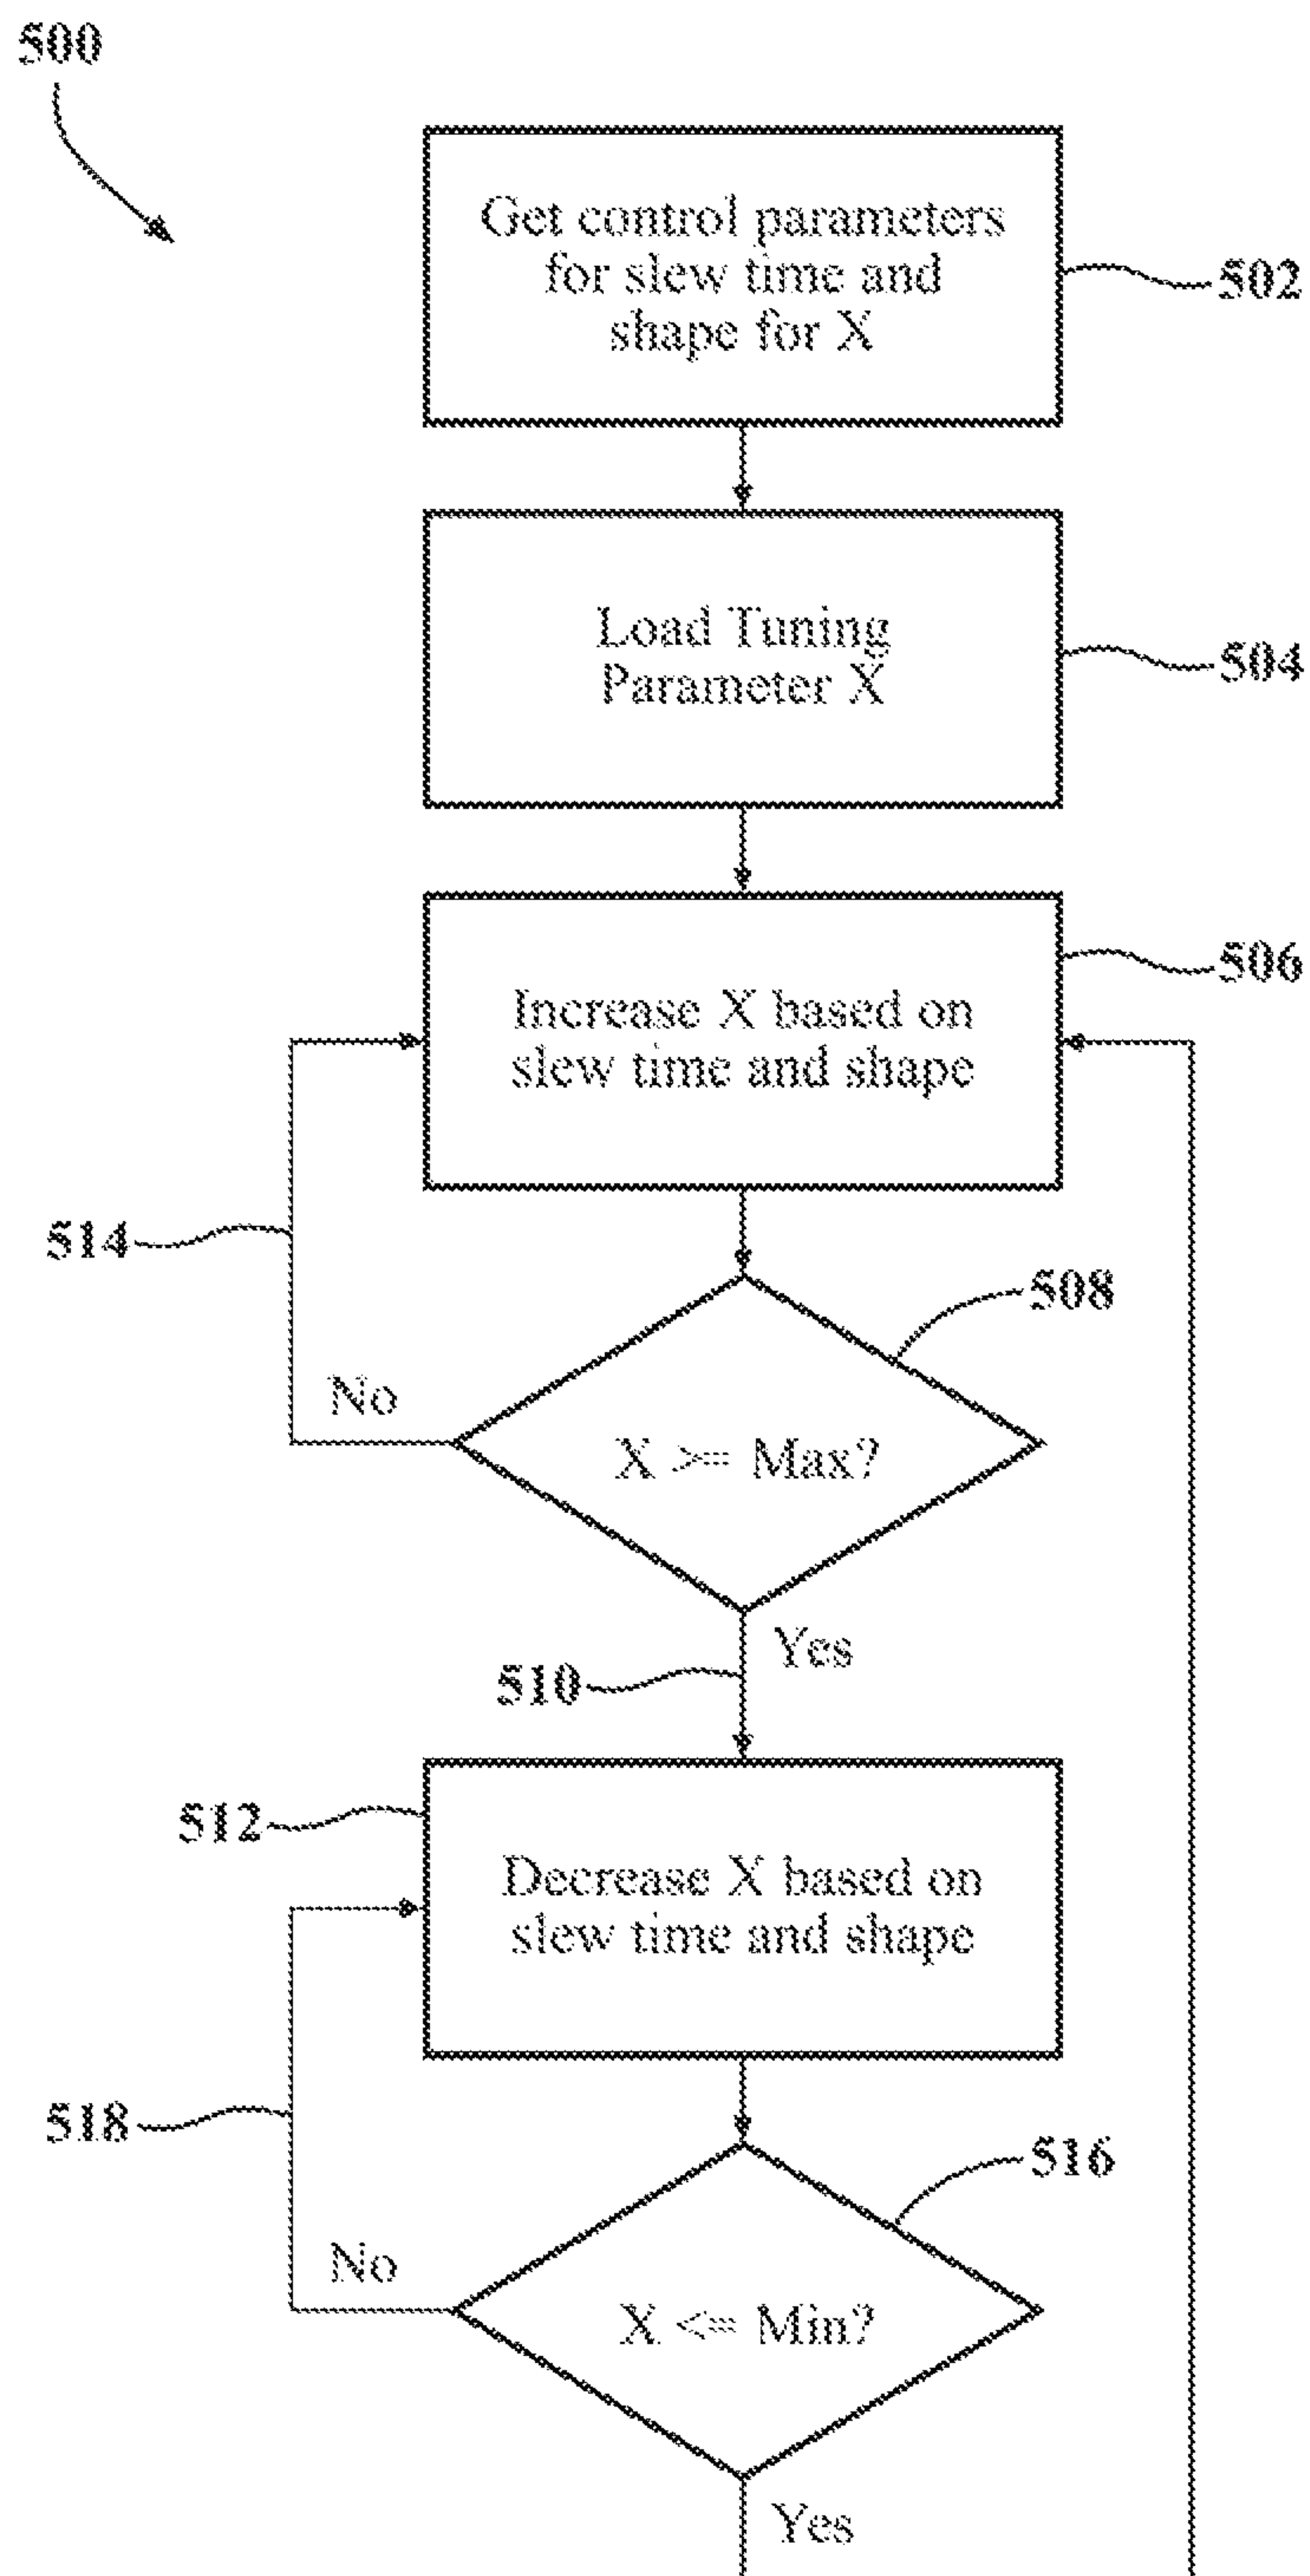 500
Get control parameters
for slew time and
shape for X
502
Load Tuning
Parameter X
504
506
Increase X based on
slew time and shape
514
508
No
X >= Max?
Yes
510
512
Decrease X based on
slew time and shape
518
516
No
X <= Min?
Yes